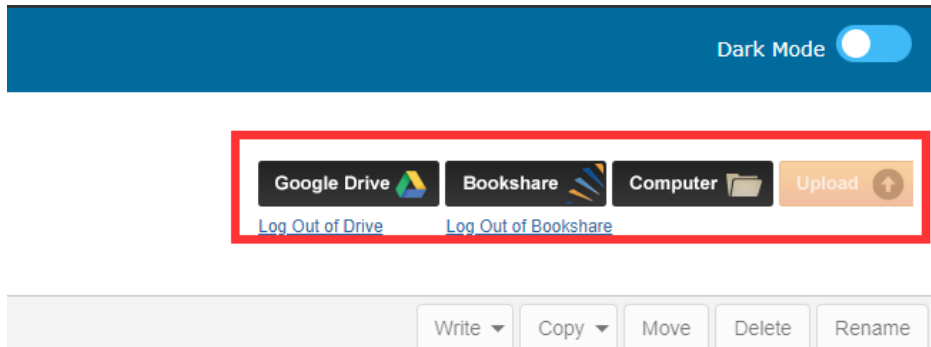 Dark Mode
Google Drive Bookshare Computer Upload
Log Out of Drive Log Out of Bookshare
Write Copy Move Delete Rename